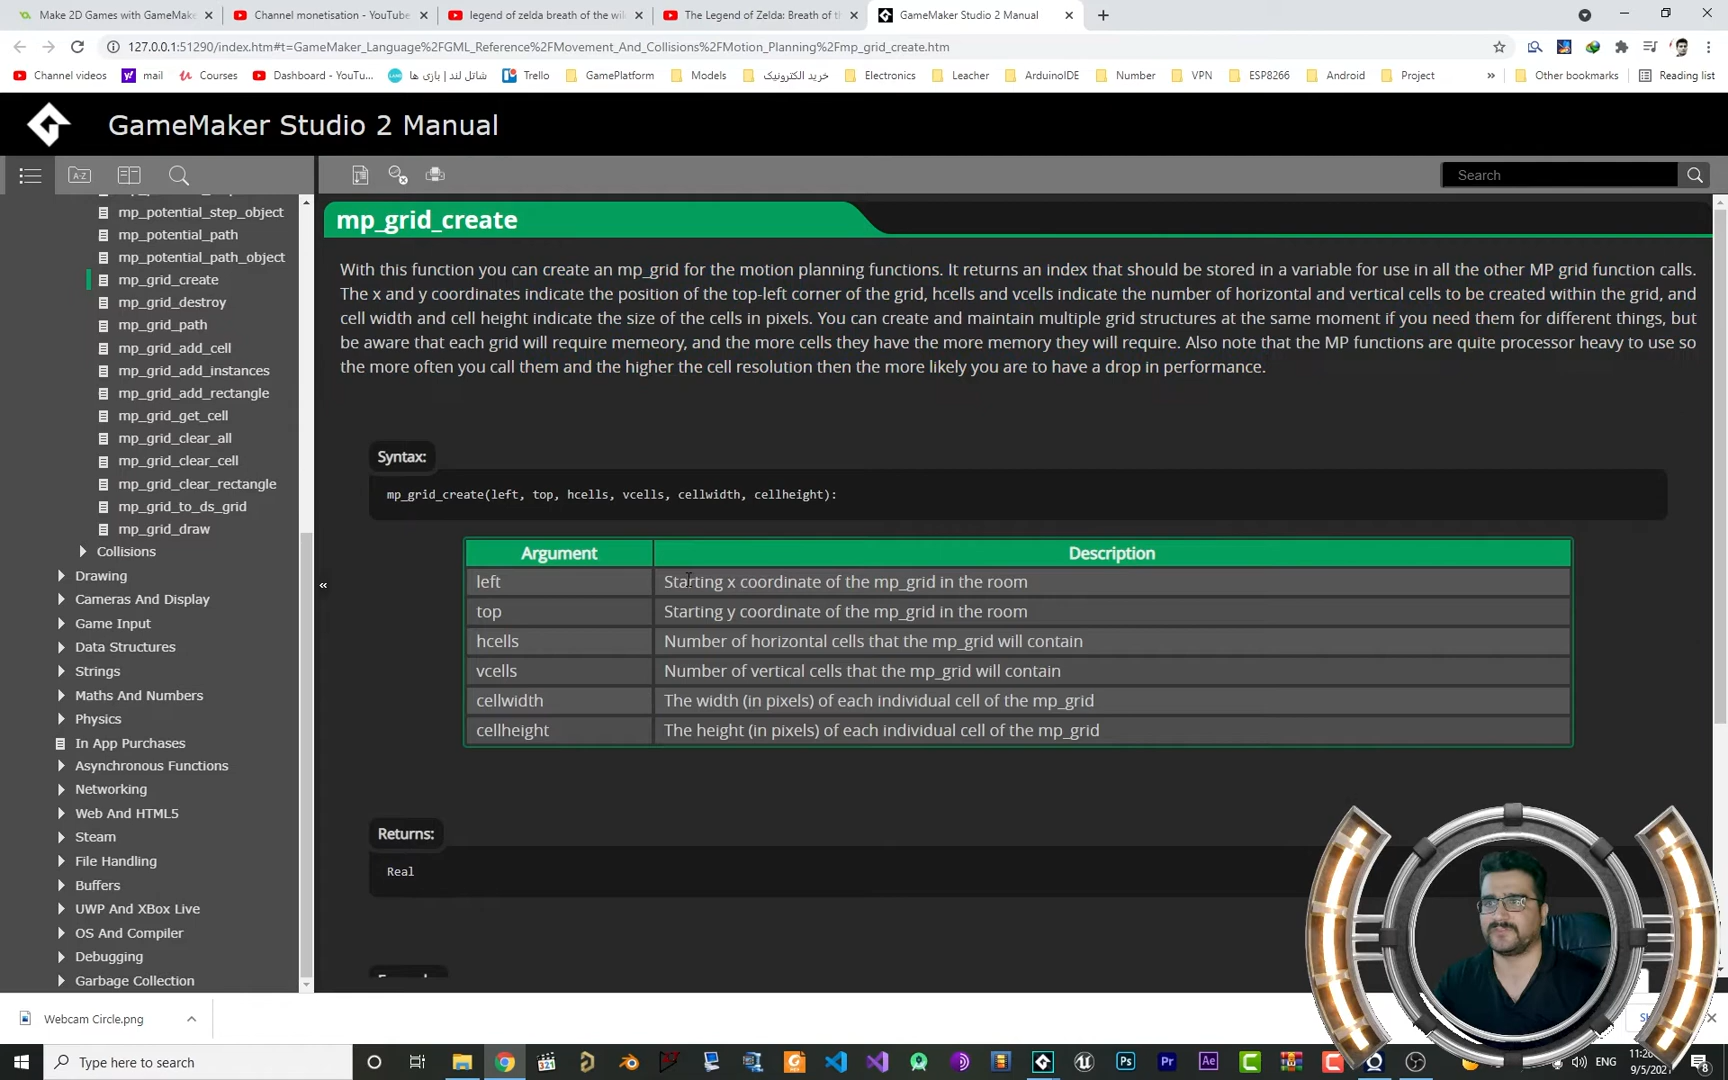 Make 2D Games with GameMake
Channel monetisation - YouTube
legend of zelda breath of the wil
The Legend of Zelda: Breath of th
GameMaker Studio 2 Manual
127.0.0.1:51290/index.htm#t=GameMaker_Language%2FGML_Reference%2FMovement_And_Collisions%2FMotion_Planning%2Fmp_grid_create.htm
Channel videos
mail
Courses
Dashboard - YouTu...
شاتل لند | بازی ها
Trello
GamePlatform
Models
خرید الکترونیک
Electronics
Leacher
ArduinoIDE
Number
VPN
ESP8266
Android
Project
»
Other bookmarks
Reading list
GameMaker Studio 2 Manual
A-Z
Search
mp_potential_step_object
mp_potential_path
mp_potential_path_object
mp_grid_create
mp_grid_destroy
mp_grid_path
mp_grid_add_cell
mp_grid_add_instances
mp_grid_add_rectangle
mp_grid_get_cell
mp_grid_clear_all
mp_grid_clear_cell
mp_grid_clear_rectangle
mp_grid_to_ds_grid
mp_grid_draw
Collisions
Drawing
Cameras And Display
Game Input
Data Structures
Strings
Maths And Numbers
Physics
In App Purchases
Asynchronous Functions
Networking
Web And HTML5
Steam
File Handling
Buffers
UWP And XBox Live
OS And Compiler
Debugging
Garbage Collection
«
mp_grid_create
With this function you can create an mp_grid for the motion planning functions. It returns an index that should be stored in a variable for use in all the other MP grid function calls.
The x and y coordinates indicate the position of the top-left corner of the grid, hcells and vcells indicate the number of horizontal and vertical cells to be created within the grid, and
cell width and cell height indicate the size of the cells in pixels. You can create and maintain multiple grid structures at the same moment if you need them for different things, but
be aware that each grid will require memeory, and the more cells they have the more memory they will require. Also note that the MP functions are quite processor heavy to use so
the more often you call them and the higher the cell resolution then the more likely you are to have a drop in performance.
Syntax:
mp_grid_create(left, top, hcells, vcells, cellwidth, cellheight):
Argument Description
left Starting x coordinate of the mp_grid in the room
top Starting y coordinate of the mp_grid in the room
hcells Number of horizontal cells that the mp_grid will contain
vcells Number of vertical cells that the mp_grid will contain
cellwidth The width (in pixels) of each individual cell of the mp_grid
cellheight The height (in pixels) of each individual cell of the mp_grid
Returns:
Real
Webcam Circle.png
Type here to search
Ps
Pr
Ae
ENG
9/5/202
8